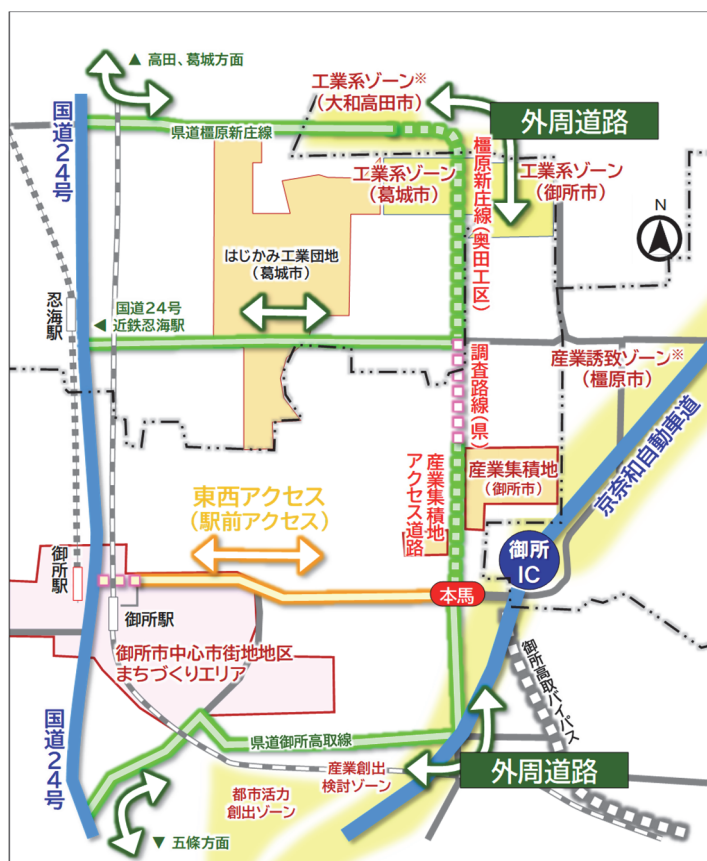 ▲ 高田、葛城方面
国道24号
工業系ゾーン※
（大和高田市）
外周道路
県道橿原新庄線
工業系ゾーン
（葛城市）
橿原新庄線（奥田工区）
工業系ゾーン
（御所市）
N
はじかみ工業団地
（葛城市）
忍海駅
国道24号
◀ 近鉄忍海駅
調査路線（県）
産業誘致ゾーン※
（橿原市）
京奈和自動車道
産業集積地
アクセス道路
産業集積地
（御所市）
東西アクセス
（駅前アクセス）
御所
IC
御所駅
本馬
御所駅
御所市中心市街地地区
まちづくりエリア
御所高取バイパス
国道24号
県道御所高取線
産業創出
検討ゾーン
外周道路
都市活力
創出ゾーン
▼ 五條方面